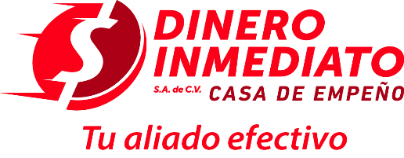 DINERO
INMEDIATO
S.A. de C.V. CASA DE EMPEÑO
Tu aliado efectivo